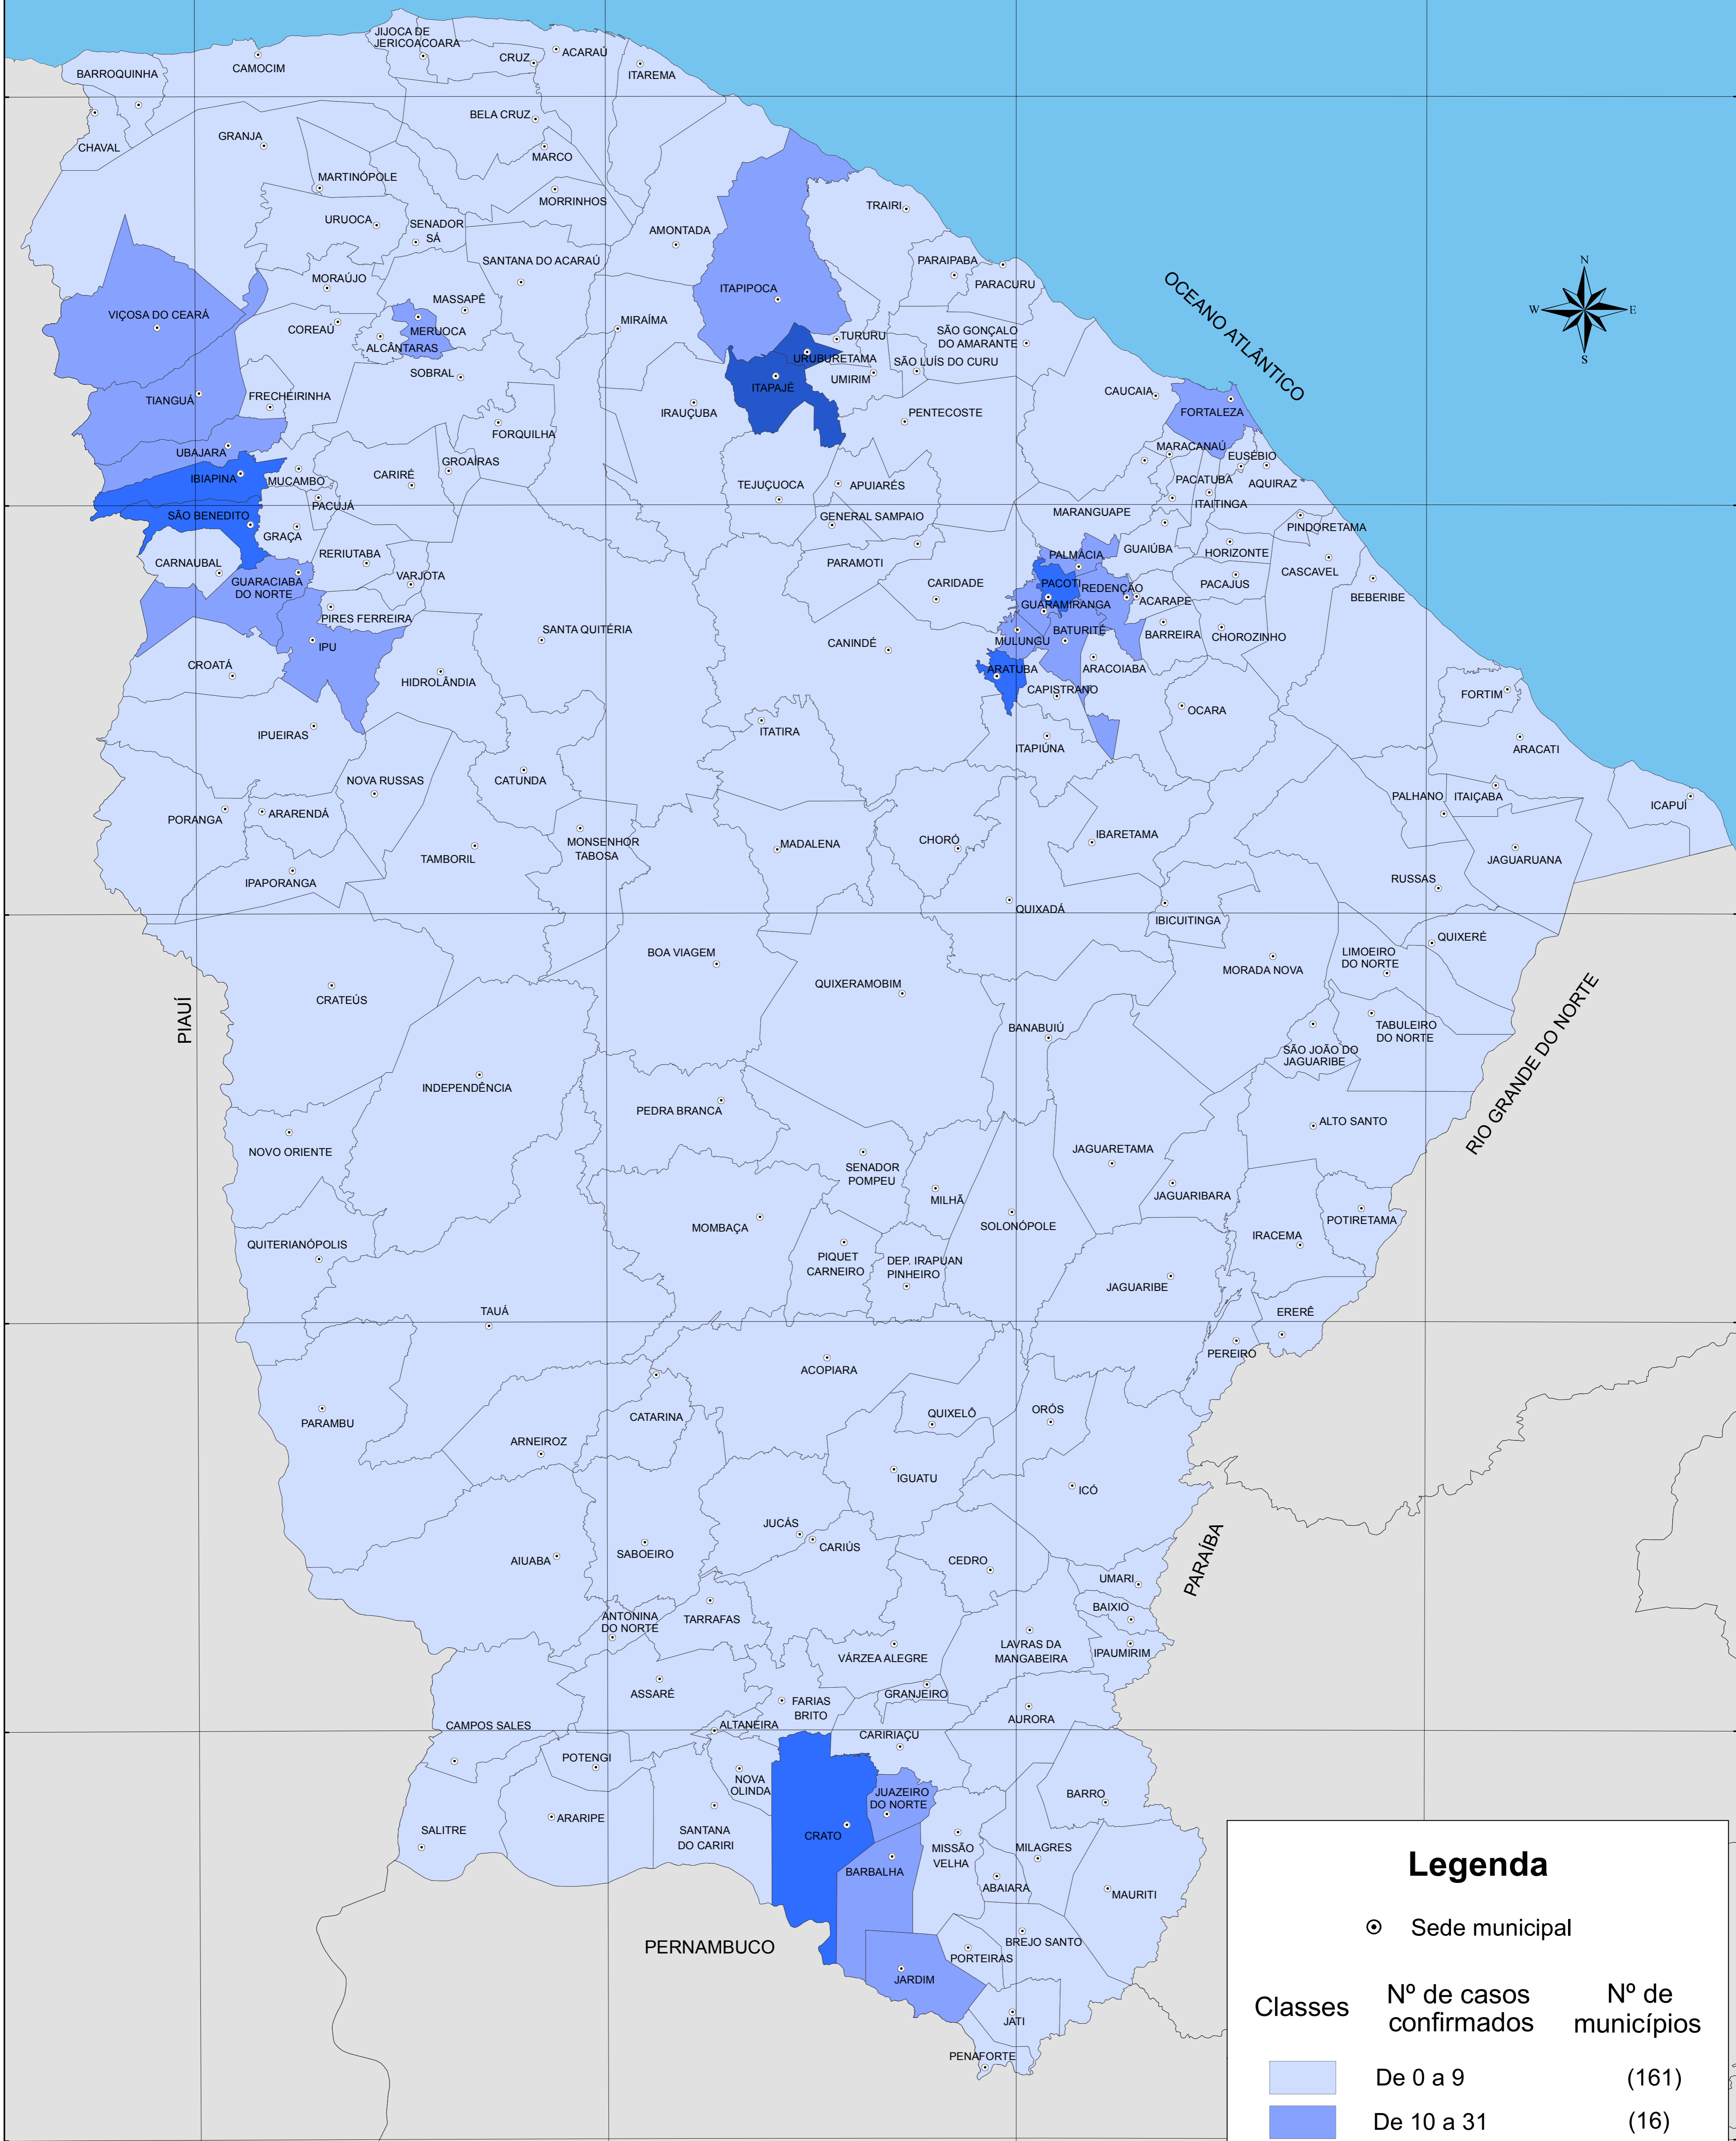 JIJOCA DE
JERICOACOARA
CRUZ
ACARAÚ
ITAREMA
CAMOCIM
BARROQUINHA
BELA CRUZ
GRANJA
CHAVAL
MARCO
MARTINÓPOLE
MORRINHOS
TRAIRI
URUOCA
SENADOR
SÁ
AMONTADA
SANTANA DO ACARAÚ
PARAIPABA
N
MORAÚJO
PARACURU
OCEANO ATLÂNTICO
ITAPIPOCA
MASSAPÊ
W
E
VIÇOSA DO CEARÁ
MIRAÍMA
COREAÚ
MERUOCA
SÃO GONÇALO
DO AMARANTE
TURURU
ALCÂNTARAS
URUBURETAMA
S
SÃO LUÍS DO CURU
SOBRAL
UMIRIM
ITAPAJÉ
CAUCAIA
FRECHEIRINHA
TIANGUÁ
IRAUÇUBA
PENTECOSTE
FORTALEZA
FORQUILHA
MARACANAÚ
UBAJARA
EUSÉBIO
GROAÍRAS
CARIRÉ
IBIAPINA
MUCAMBO
PACATUBA
AQUIRAZ
TEJUÇUOCA
APUIARÉS
ITAITINGA
PACUJÁ
MARANGUAPE
SÃO BENEDITO
GENERAL SAMPAIO
PINDORETAMA
GRAÇA
GUAIÚBA
HORIZONTE
RERIUTABA
PALMÁCIA
CARNAUBAL
PARAMOTI
CASCAVEL
VARJOTA
GUARACIABA
DO NORTE
CARIDADE
PACOTI
REDENÇÃO
PACAJUS
BEBERIBE
ACARAPE
GUARAMIRANGA
PIRES FERREIRA
SANTA QUITÉRIA
BATURITÉ
BARREIRA
CHOROZINHO
MULUNGU
CANINDÉ
IPU
CROATÁ
ARATUBA
ARACOIABA
HIDROLÂNDIA
CAPISTRANO
FORTIM
OCARA
IPUEIRAS
ITATIRA
ITAPIÚNA
ARACATI
NOVA RUSSAS
CATUNDA
PALHANO
ITAIÇABA
ICAPUÍ
PORANGA
ARARENDÁ
IBARETAMA
MONSENHOR
TABOSA
MADALENA
CHORÓ
TAMBORIL
JAGUARUANA
IPAPORANGA
RUSSAS
QUIXADÁ
IBICUITINGA
QUIXERÉ
BOA VIAGEM
LIMOEIRO
DO NORTE
MORADA NOVA
QUIXERAMOBIM
CRATEÚS
PIAUÍ
BANABUIÚ
TABULEIRO
DO NORTE
SÃO JOÃO DO
JAGUARIBE
RIO GRANDE DO NORTE
INDEPENDÊNCIA
PEDRA BRANCA
ALTO SANTO
NOVO ORIENTE
JAGUARETAMA
SENADOR
POMPEU
JAGUARIBARA
MILHÃ
POTIRETAMA
MOMBAÇA
SOLONÓPOLE
IRACEMA
QUITERIANÓPOLIS
PIQUET
CARNEIRO
DEP. IRAPUAN
PINHEIRO
JAGUARIBE
TAUÁ
ERERÊ
PEREIRO
ACOPIARA
ORÓS
QUIXELÔ
CATARINA
PARAMBU
ARNEIROZ
IGUATU
ICÓ
JUCÁS
CARIÚS
SABOEIRO
AIUABA
CEDRO
PARAÍBA
UMARI
BAIXIO
ANTONINA
DO NORTE
TARRAFAS
LAVRAS DA
MANGABEIRA
IPAUMIRIM
VÁRZEA ALEGRE
ASSARÉ
GRANJEIRO
FARIAS
BRITO
AURORA
CAMPOS SALES
ALTANEIRA
CARIRIAÇU
POTENGI
NOVA
OLINDA
JUAZEIRO
DO NORTE
BARRO
ARARIPE
SALITRE
SANTANA
DO CARIRI
CRATO
MISSÃO
VELHA
MILAGRES
BARBALHA
ABAIARA
MAURITI
PERNAMBUCO
BREJO SANTO
PORTEIRAS
JARDIM
JATI
PENAFORTE
Legenda
Sede municipal
Classes
Nº de casos
confirmados
Nº de
municípios
De 0 a 9
(161)
De 10 a 31
(16)